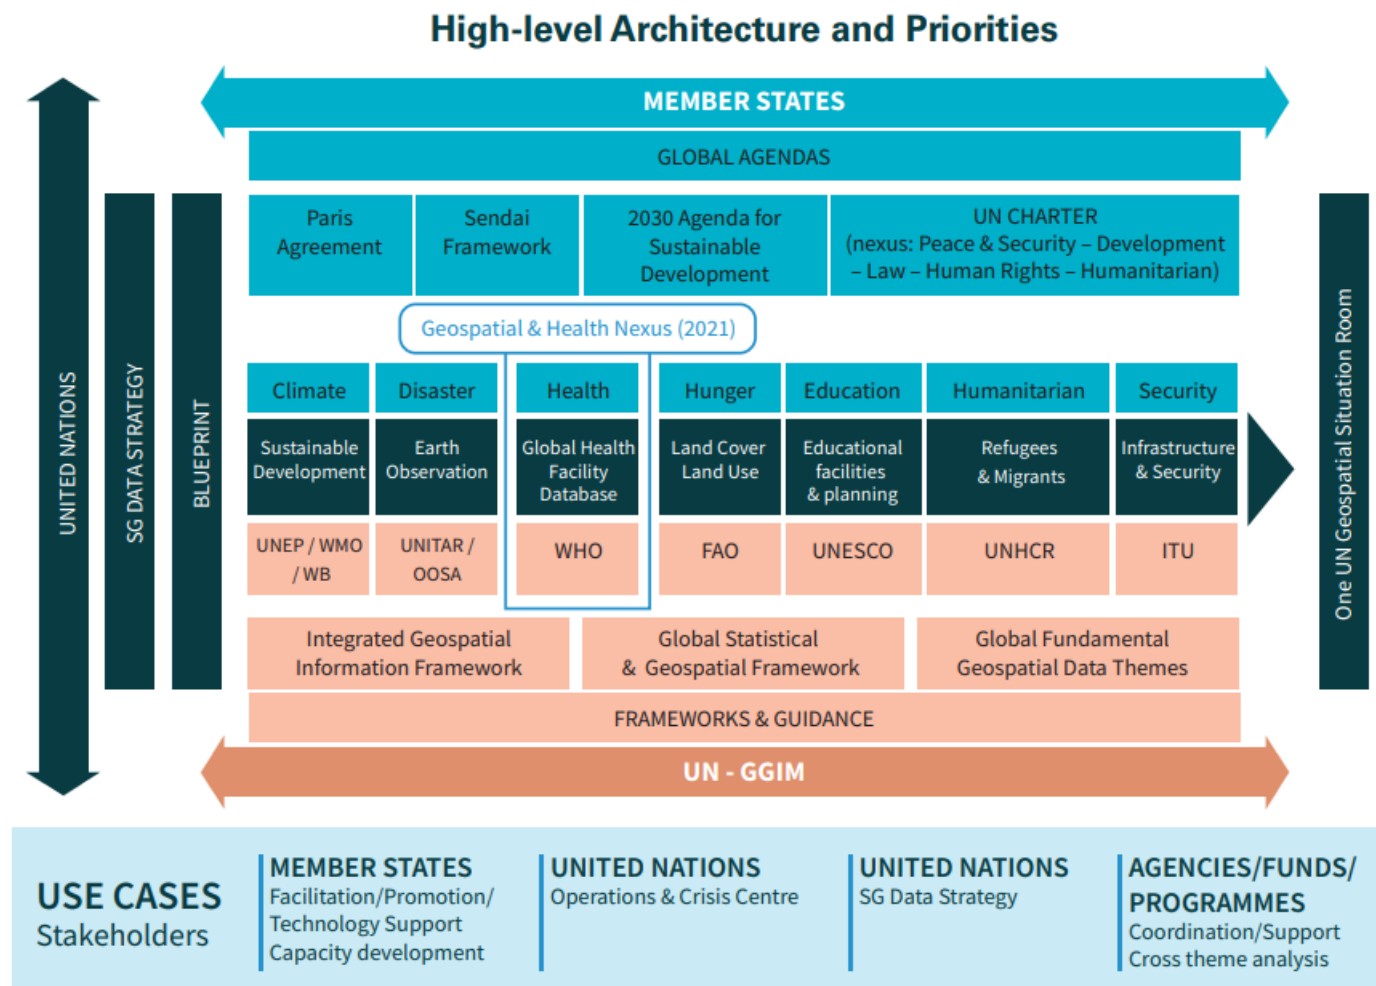 High-level Architecture and Priorities
MEMBER STATES
GLOBAL AGENDAS
Paris
Agreement
Sendai
Framework
2030 Agenda for
Sustainable
Development
UN CHARTER
(nexus: Peace & Security – Development
– Law – Human Rights – Humanitarian)
UNITED NATIONS
SG DATA STRATEGY
BLUEPRINT
Geospatial & Health Nexus (2021)
Climate
Disaster
Health
Hunger
Education
Humanitarian
Security
Sustainable
Development
Earth
Observation
Global Health
Facility
Database
Land Cover
Land Use
Educational
facilities
& planning
Refugees
& Migrants
Infrastructure
& Security
UNEP / WMO
/ WB
UNITAR /
OOSA
WHO
FAO
UNESCO
UNHCR
ITU
One UN Geospatial Situation Room
Integrated Geospatial
Information Framework
Global Statistical
& Geospatial Framework
Global Fundamental
Geospatial Data Themes
FRAMEWORKS & GUIDANCE
UN - GGIM
USE CASES
Stakeholders
MEMBER STATES
Facilitation/Promotion/
Technology Support
Capacity development
UNITED NATIONS
Operations & Crisis Centre
UNITED NATIONS
SG Data Strategy
AGENCIES/FUNDS/
PROGRAMMES
Coordination/Support
Cross theme analysis